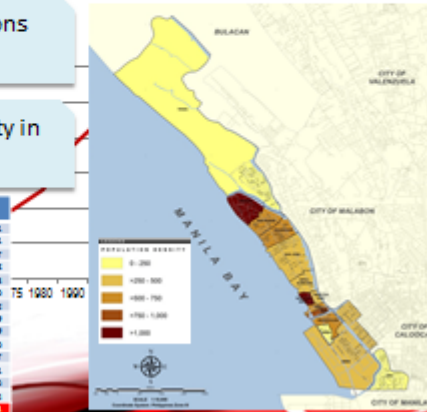 ons
ty in
75 1980 1990
BULACAN
CITY OF
VALENZUELA
CITY OF MALABON
MANILA BAY
POPULATION DENSITY
0 - 250
>250 - 500
>500 - 750
>750 - 1,000
>1,000
CITY OF
CALOOCA
CITY OF MANILA